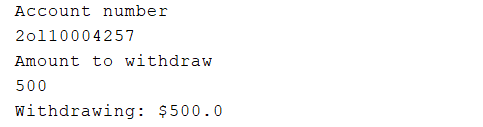 Account number
2ol10004257
Amount to withdraw
500
Withdrawing: $500.0